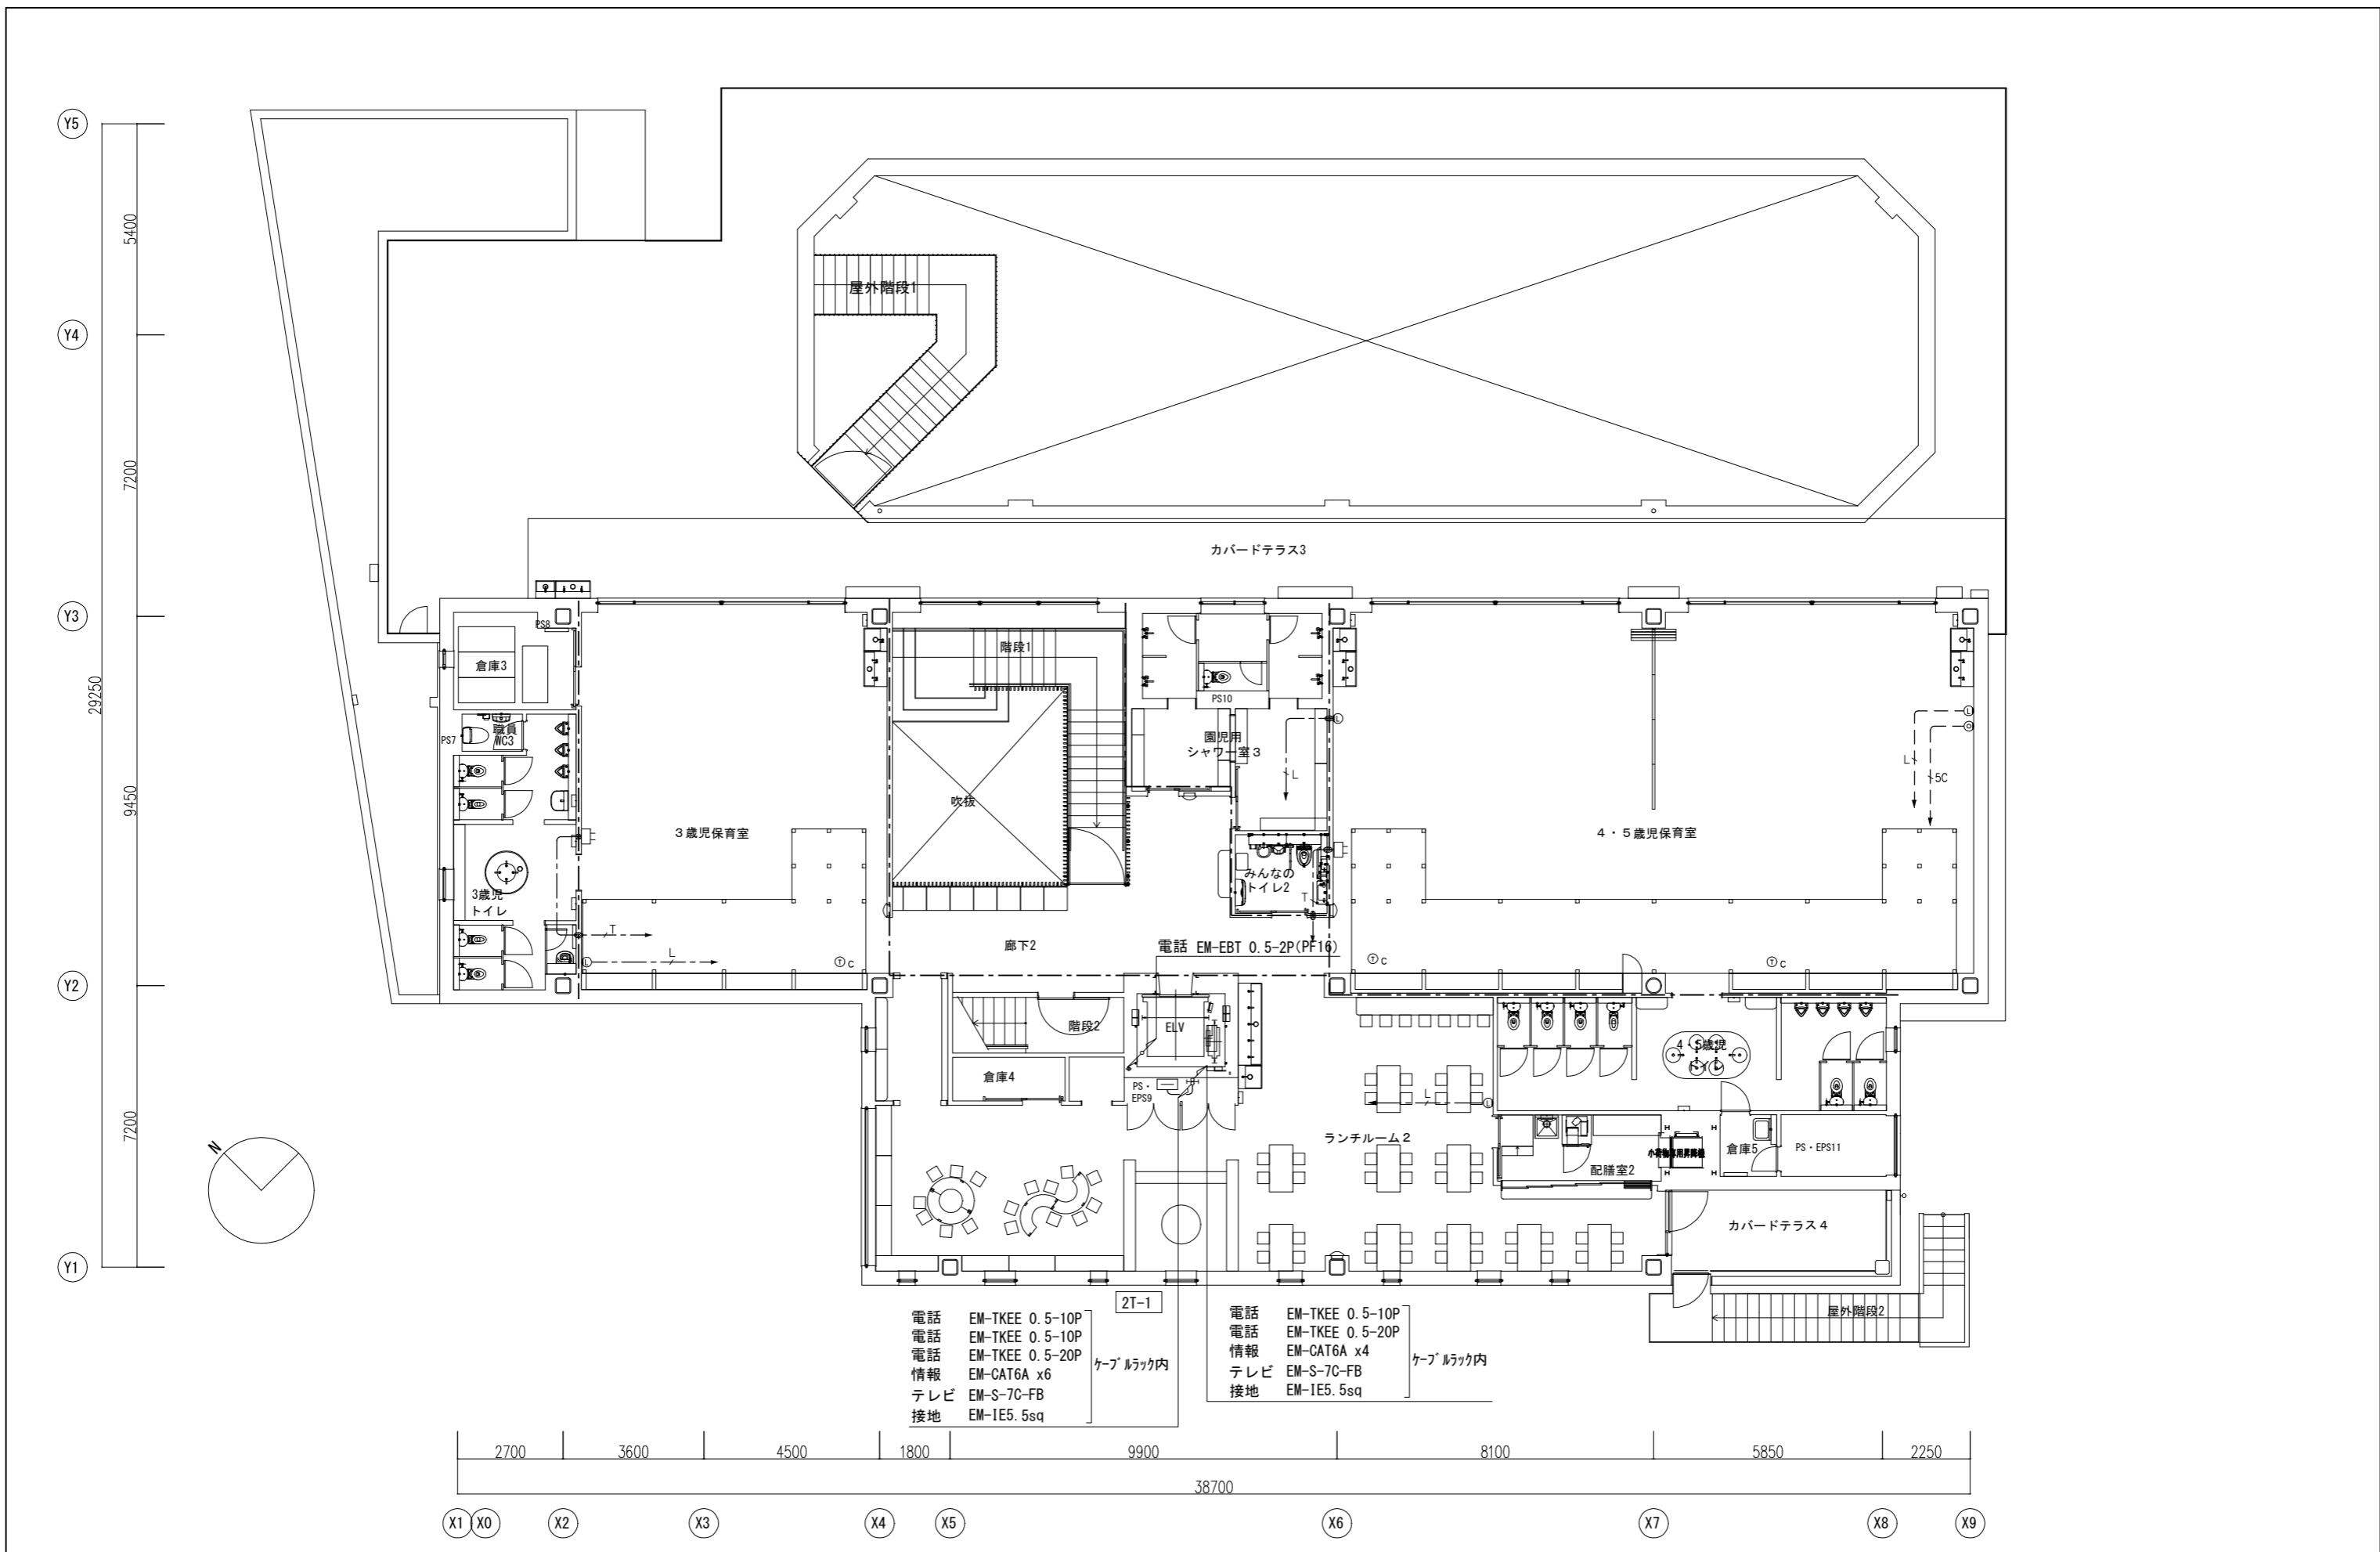 Y5
5400
屋外階段1
Y4
7200
カバードテラス3
Y3
PS8
倉庫3
階段1
29250
PS10
PS7
職員
WC3
園児用
シャワー室3
L
L
5C
9450
吹抜
3歳児保育室
4・5歳児保育室
みんなの
トイレ2
3歳児
トイレ
T
T
廊下2
電話 EM-EBT 0.5-2P(PF16)
L
T C
T C
T C
Y2
階段2
ELV
4・5歳児
倉庫4
PS・
EPS9
L
7200
N
ランチルーム2
配膳室2
小荷物専用昇降機
倉庫5
PS・EPS11
カバードテラス4
Y1
2T-1
屋外階段2
電話 EM-TKEE 0.5-10P
電話 EM-TKEE 0.5-10P
電話 EM-TKEE 0.5-20P
情報 EM-CAT6A x6
テレビ EM-S-7C-FB
接地 EM-IE5.5sq
ケーブルラック内
電話 EM-TKEE 0.5-10P
電話 EM-TKEE 0.5-20P
情報 EM-CAT6A x4
テレビ EM-S-7C-FB
接地 EM-IE5.5sq
ケーブルラック内
2700 3600 4500 1800 9900 8100 5850 2250
38700
X1 X0 X2 X3 X4 X5 X6 X7 X8 X9